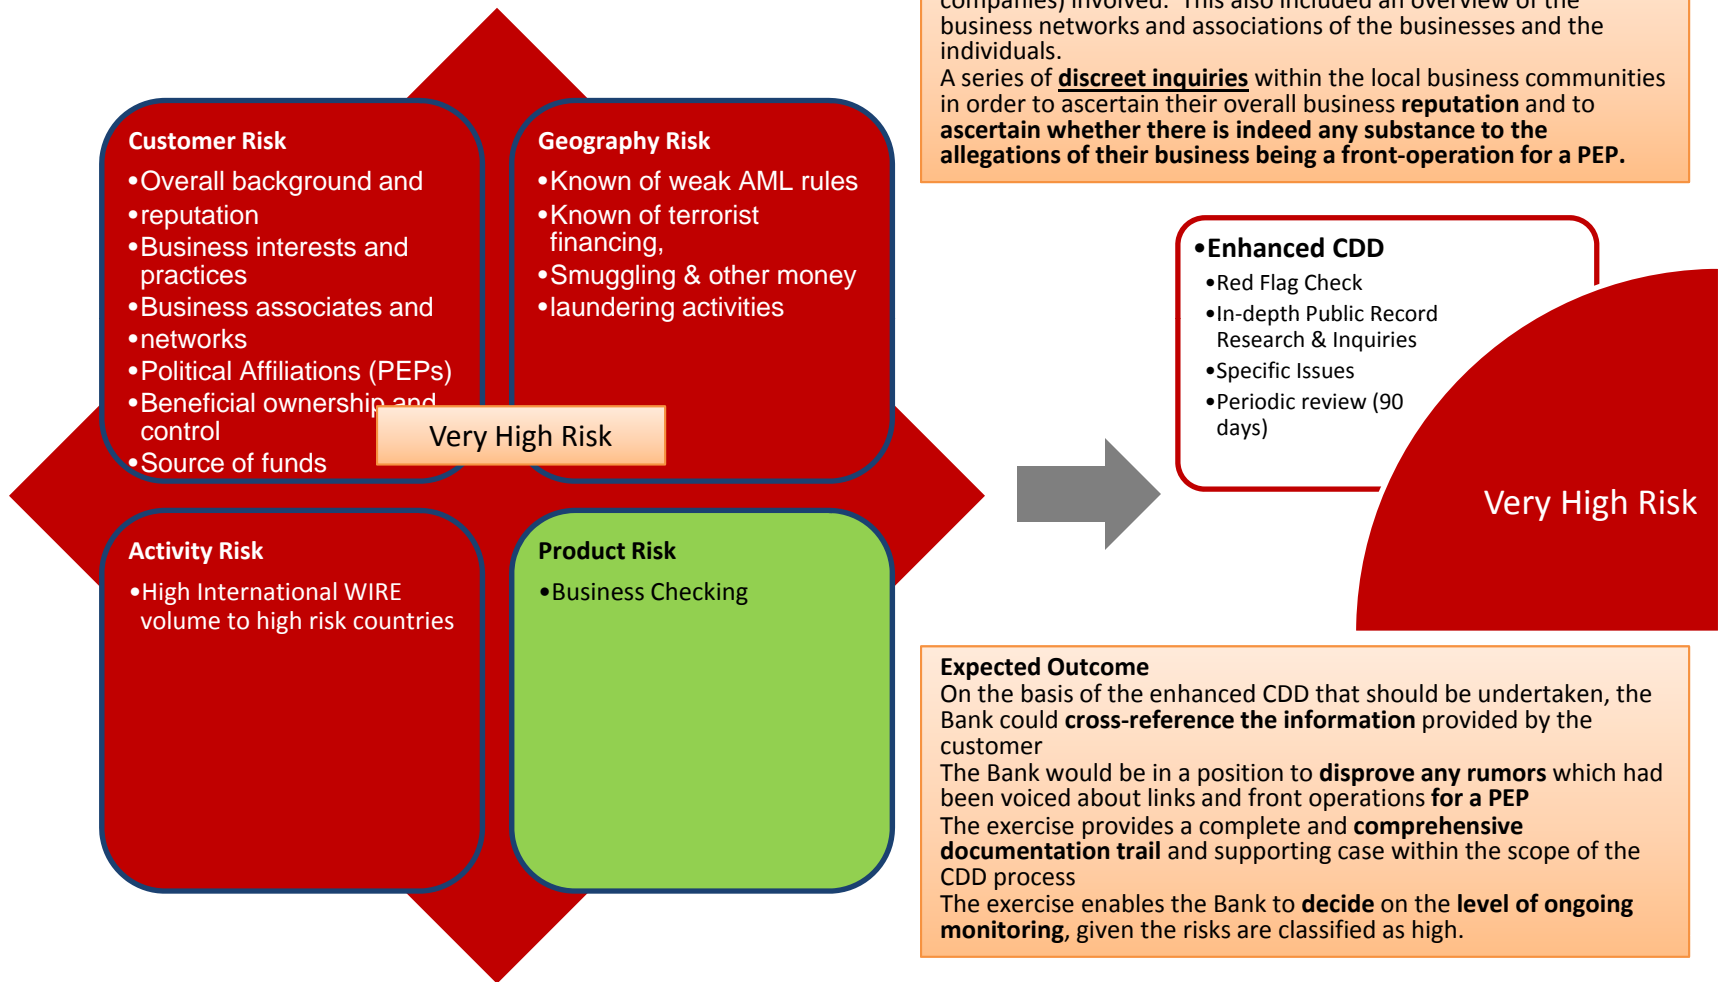 Customer Risk
•Overall background and
•reputation
•Business interests and
practices
•Business associates and
•networks
•Political Affiliations (PEPs)
•Beneficial ownership and
control
•Source of funds
Geography Risk
•Known of weak AML rules
•Known of terrorist
financing,
•Smuggling & other money
•laundering activities
Very High Risk
Activity Risk
•High International WIRE
volume to high risk countries
Product Risk
•Business Checking
companies) involved. This also included an overview of the
business networks and associations of the businesses and the
individuals.
A series of discreet inquiries within the local business communities
in order to ascertain their overall business reputation and to
ascertain whether there is indeed any substance to the
allegations of their business being a front-operation for a PEP.
•Enhanced CDD
•Red Flag Check
•In-depth Public Record
Research & Inquiries
•Specific Issues
•Periodic review (90
days)
Very High Risk
Expected Outcome
On the basis of the enhanced CDD that should be undertaken, the
Bank could cross-reference the information provided by the
customer
The Bank would be in a position to disprove any rumors which had
been voiced about links and front operations for a PEP
The exercise provides a complete and comprehensive
documentation trail and supporting case within the scope of the
CDD process
The exercise enables the Bank to decide on the level of ongoing
monitoring, given the risks are classified as high.